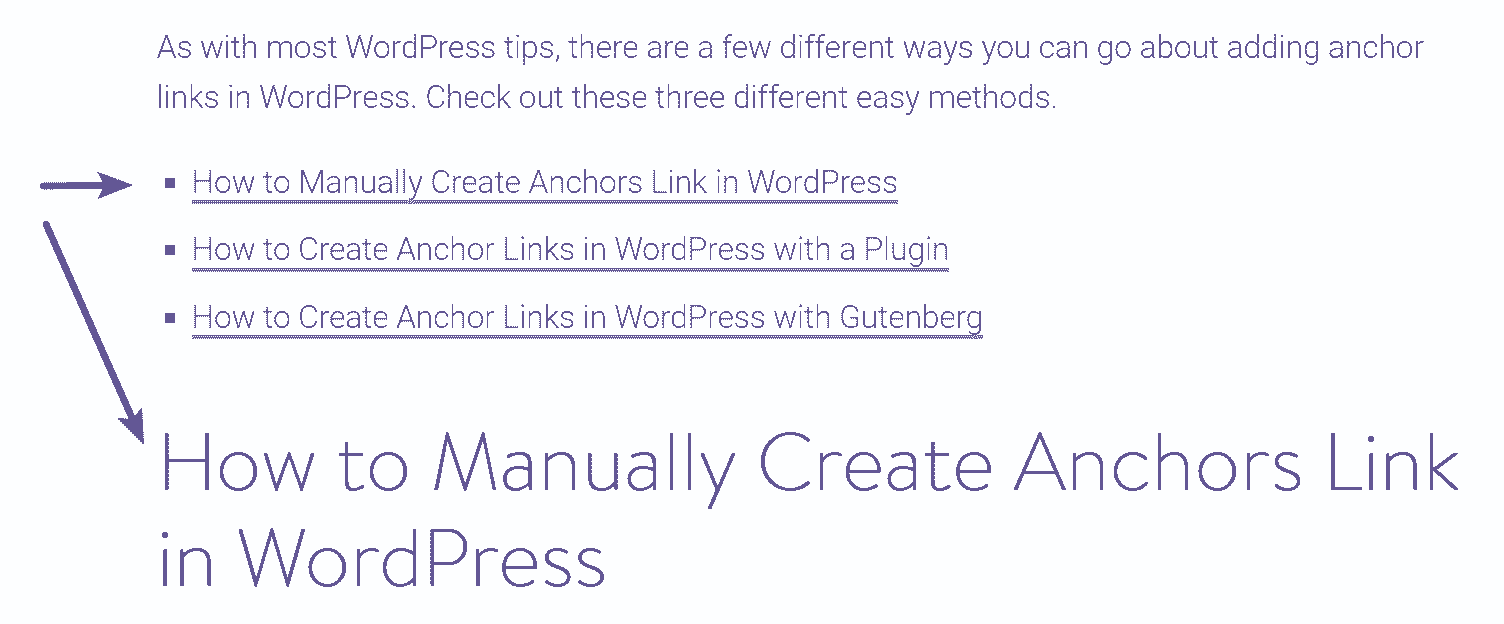 As with most WordPress tips, there are a few different ways you can go about adding anchor
links in WordPress. Check out these three different easy methods.
How to Manually Create Anchors Link in WordPress
How to Create Anchor Links in WordPress with a Plugin
How to Create Anchor Links in WordPress with Gutenberg
How to Manually Create Anchors Link
in WordPress